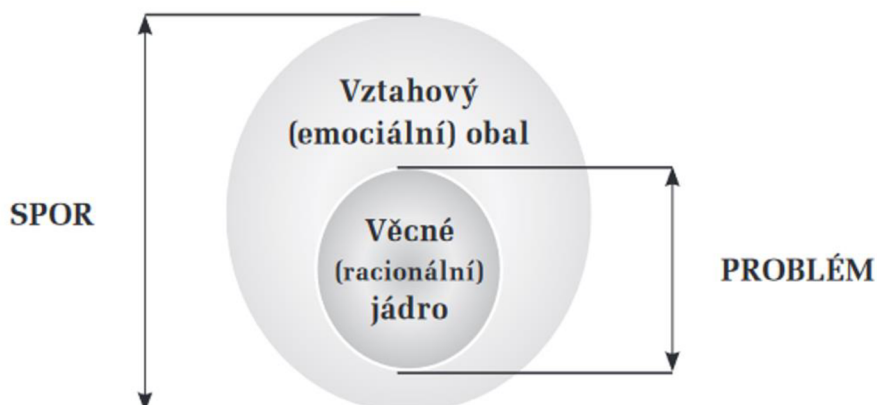 Vztahový
(emociální) obal
SPOR
Věcné
(racionální)
jádro
PROBLÉM